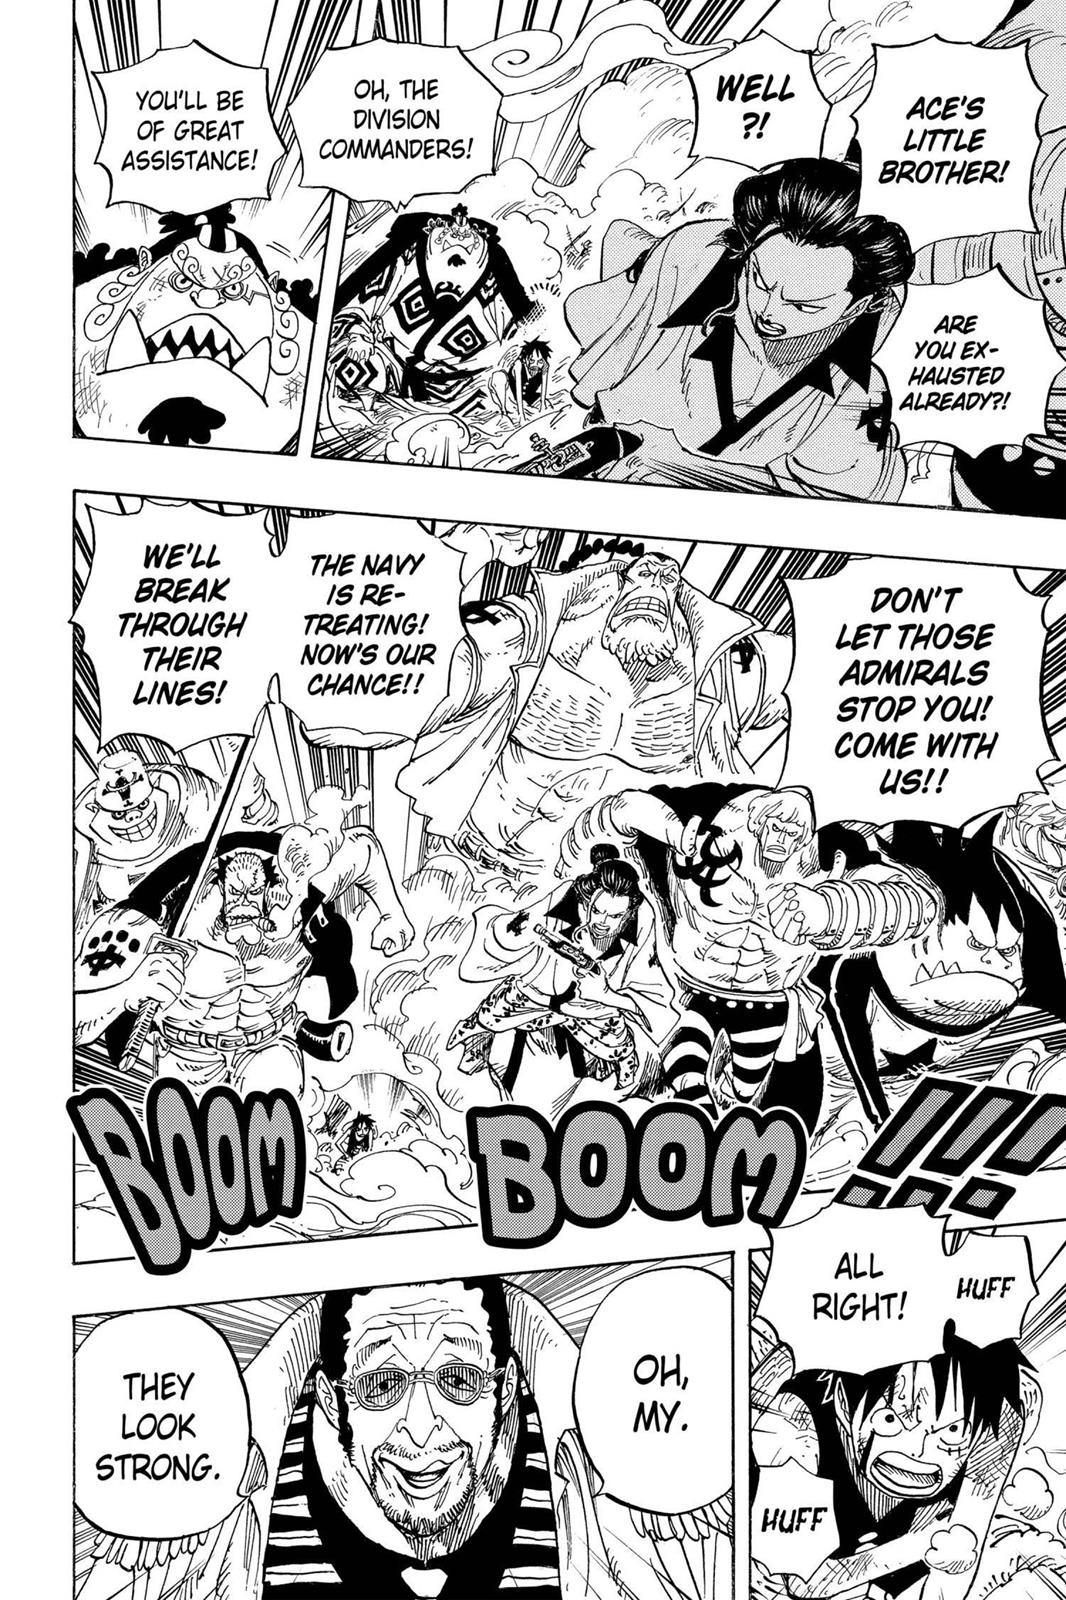 ACE'S
LITTLE
BROTHER!
WELL
?!
ARE
YOU EX-
HAUSTED
ALREADY?!
OH, THE
DIVISION
COMMANDERS!
YOU'LL BE
OF GREAT
ASSISTANCE!
DON'T
LET THOSE
ADMIRALS
STOP YOU!
COME WITH
US!!
THE NAVY
IS RE-
TREATING!
NOW'S OUR
CHANCE!!
WE'LL
BREAK
THROUGH
THEIR
LINES!
BOOM
BOOM
!!!
ALL
RIGHT!
HUFF
HUFF
OH,
MY.
THEY
LOOK
STRONG.